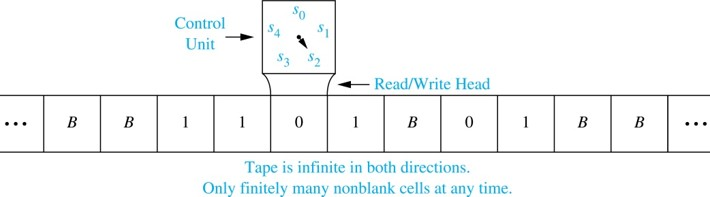 Control
Unit
s₀
s₄ s₁
s₃ s₂
Read/Write Head
... B B 1 1 0 1 B 0 1 B B ...
Tape is infinite in both directions.
Only finitely many nonblank cells at any time.